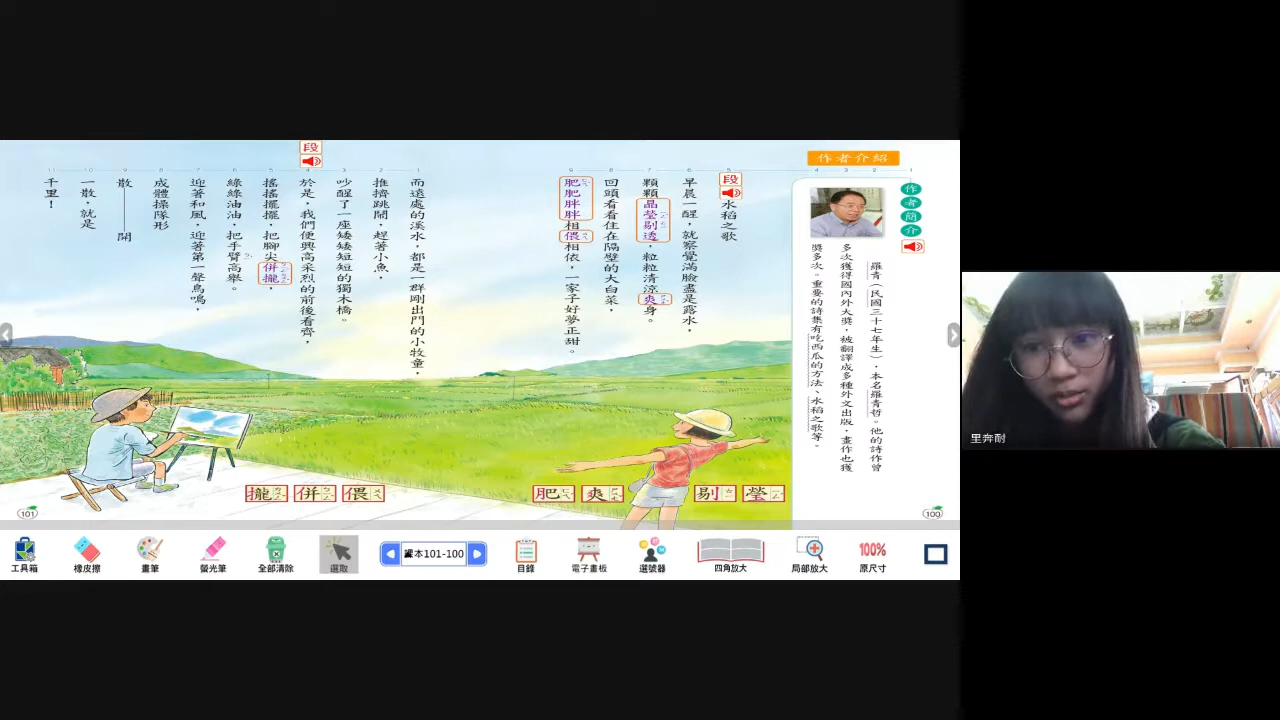 作者介紹
作者簡介
羅青（民國三十七年生），本名羅青哲。他的詩作曾
多次獲得國內外大獎，被翻譯成多種外文出版，畫作也獲
獎多次。重要的詩集有吃西瓜的方法、水稻之歌等。
100
段
水稻之歌
早晨一醒，就察覺滿臉盡是露水，
顆顆晶瑩剔透，粒粒清涼爽身。
回頭看看住在隔壁的大白菜，
肥肥胖胖相偎相依，一家子好夢正甜。
瑩
剔
爽
肥
而遠處的溪水，都是一群剛出門的小牧童，
推擠跳鬧，趕著小魚，
吵醒了一座矮矮短短的獨木橋。
段
於是，我們便興高采烈的前後看齊，
搖搖擺擺，把腳尖併攏，
綠綠油油，把手臂高舉。
迎著和風，迎著第一聲鳥鳴，
成體操隊形
散——開
一散，就是
千里！
偎
併
攏
101
工具箱
橡皮擦
畫筆
螢光筆
全部清除
選取
課本101-100
目錄
電子畫板
選號器
四角放大
局部放大
100%
原尺寸
里奔耐